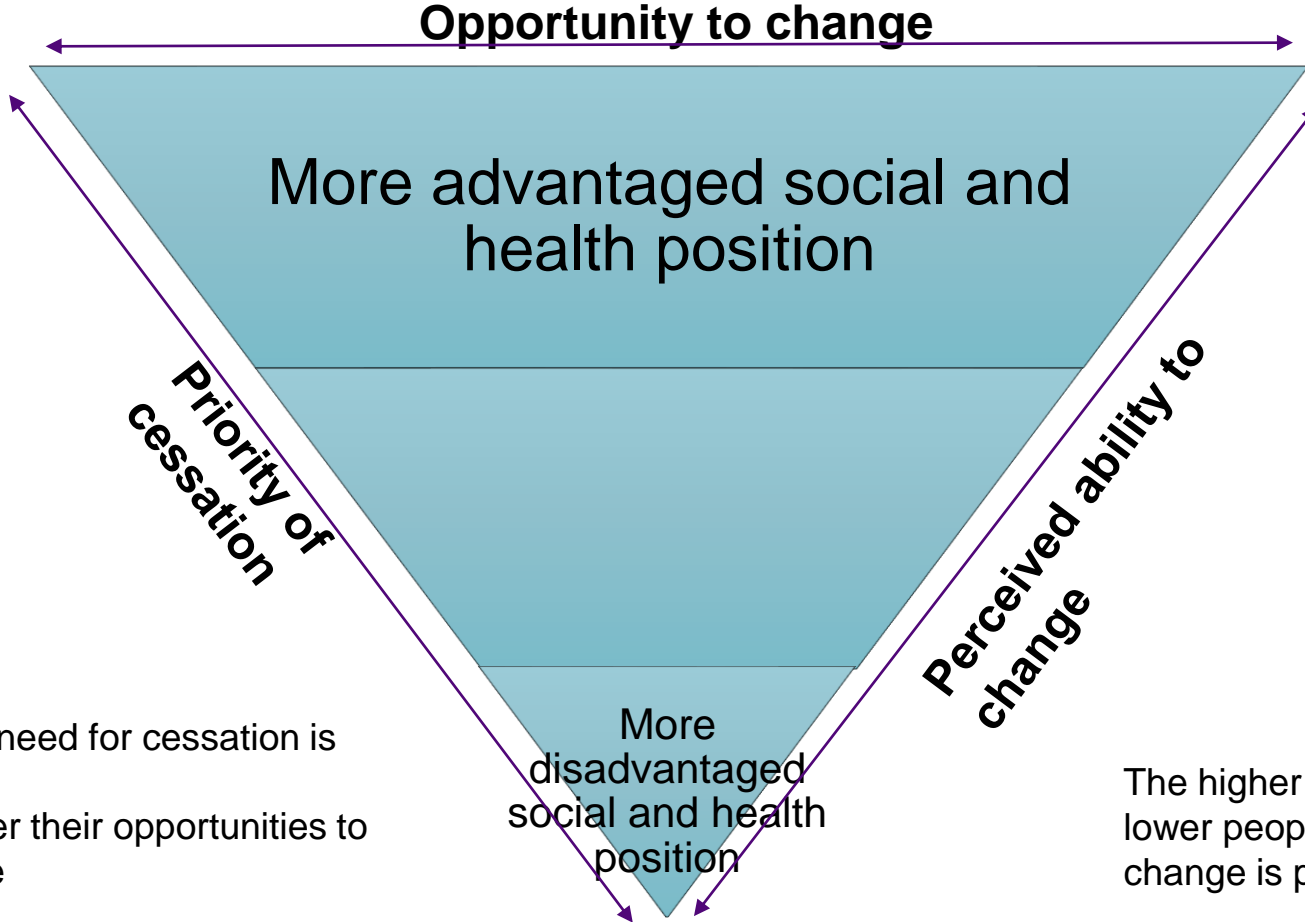 Opportunity to change
More advantaged social and
health position
Priority of
cessation
Perceived ability to
change
More
disadvantaged
social and health
position
need for cessation is
er their opportunities to
e
The higher
lower peop
change is p